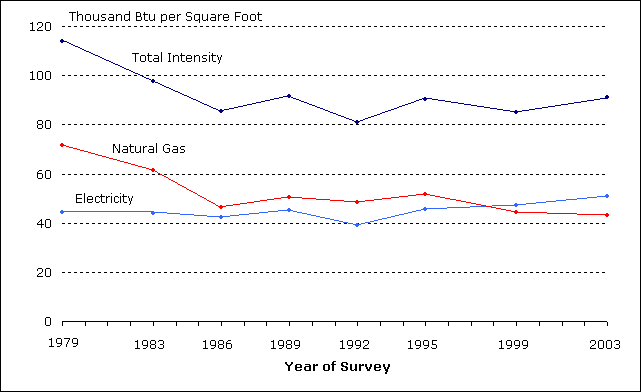 Thousand Btu per Square Foot
120
Total Intensity
100
80
Natural Gas
60
Electricity
40
20
0
1979 1983 1986 1989 1992 1995 1999 2003
Year of Survey